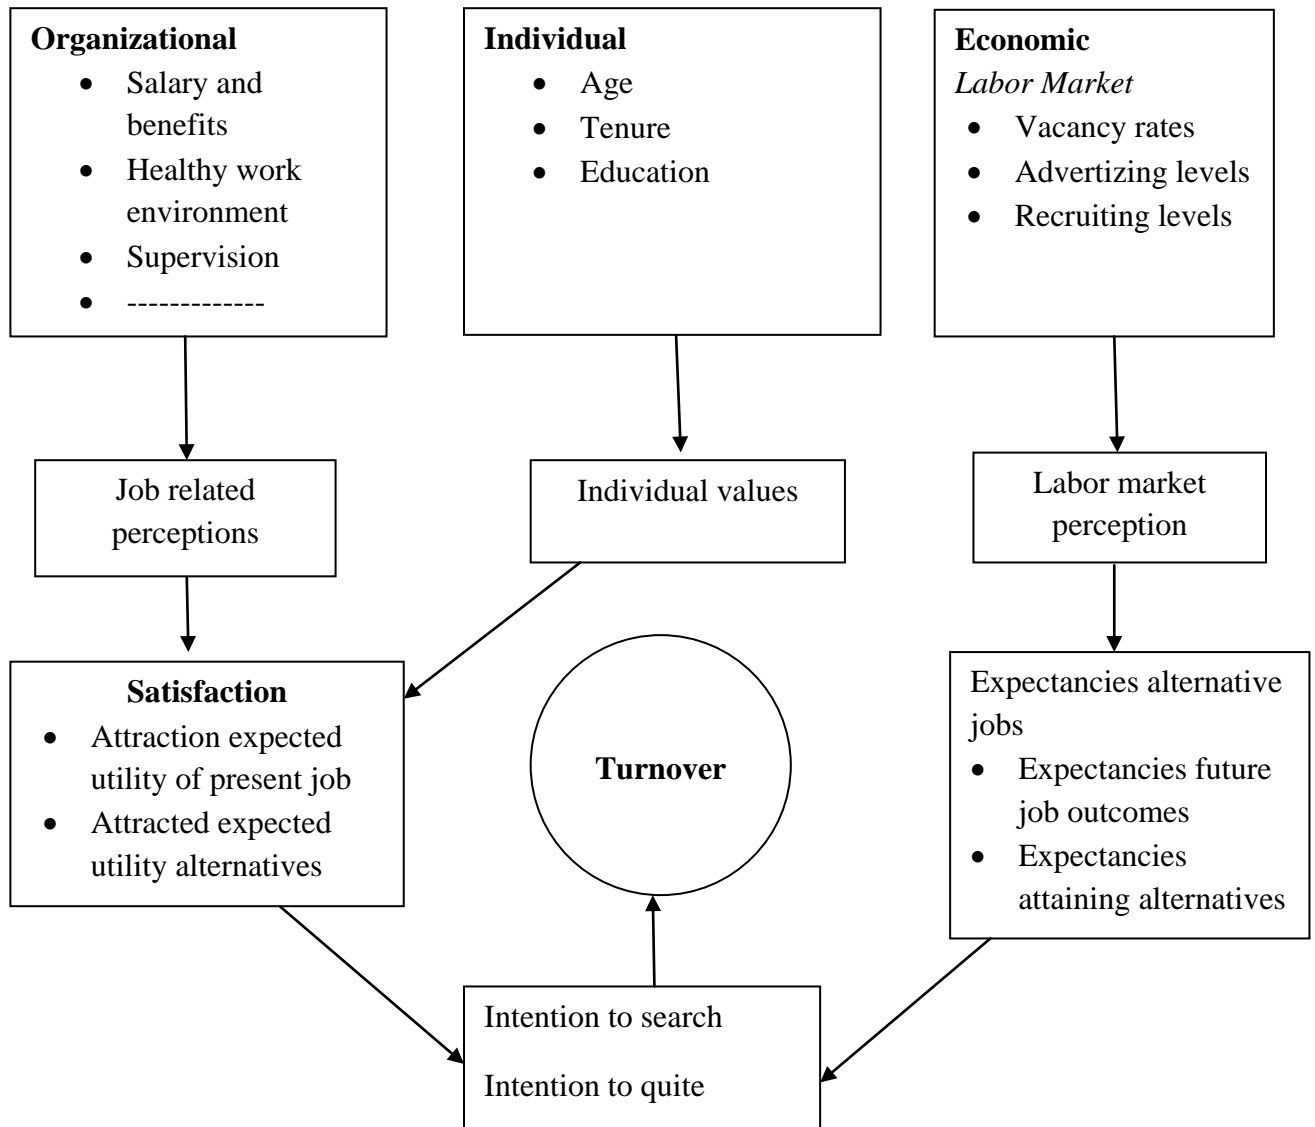 Organizational
• Salary and
benefits
• Healthy work
environment
• Supervision
• -------------
Individual
• Age
• Tenure
• Education
Economic
Labor Market
• Vacancy rates
• Advertizing levels
• Recruiting levels
Job related
perceptions
Individual values
Labor market
perception
Satisfaction
• Attraction expected
utility of present job
• Attracted expected
utility alternatives
Turnover
Expectancies alternative
jobs
• Expectancies future
job outcomes
• Expectancies
attaining alternatives
Intention to search
Intention to quite